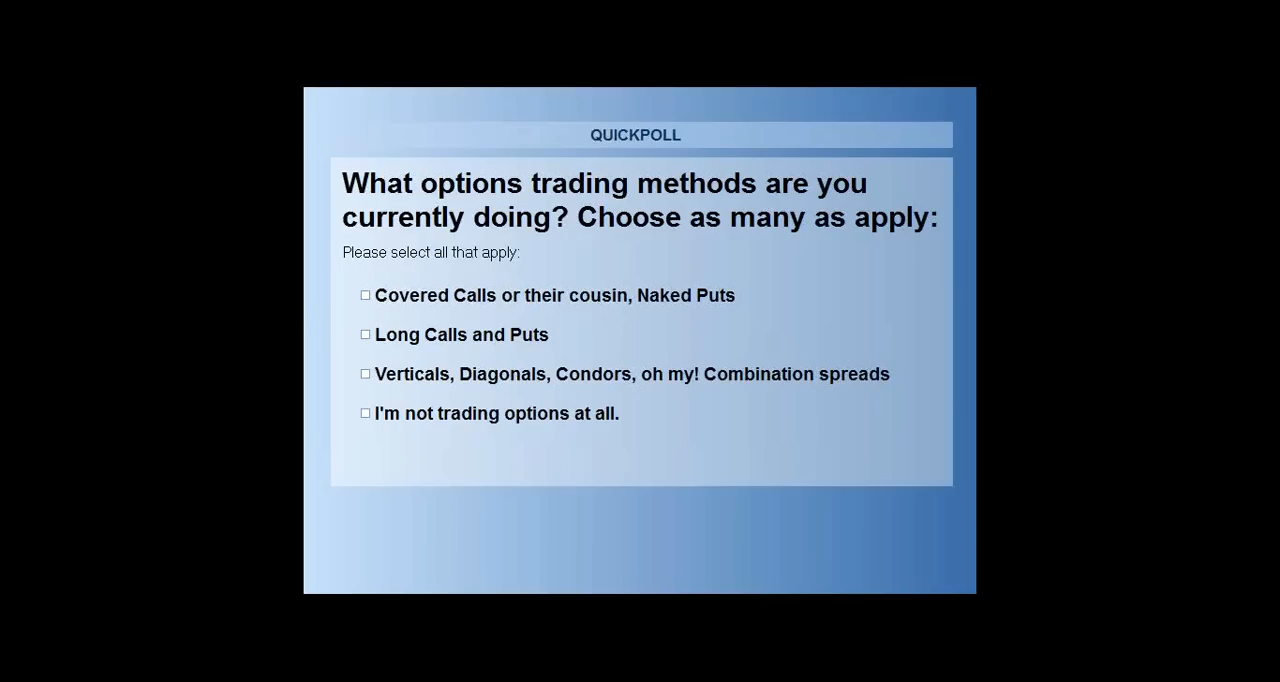 QUICKPOLL
What options trading methods are you
currently doing? Choose as many as apply:
Please select all that apply:
Covered Calls or their cousin, Naked Puts
Long Calls and Puts
Verticals, Diagonals, Condors, oh my! Combination spreads
I'm not trading options at all.